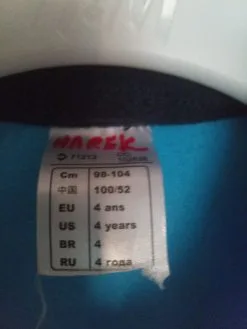 MAREK
71213
Cm 98-104
中国 100/52
EU 4 ans
US 4 years
BR 4
RU 4 года